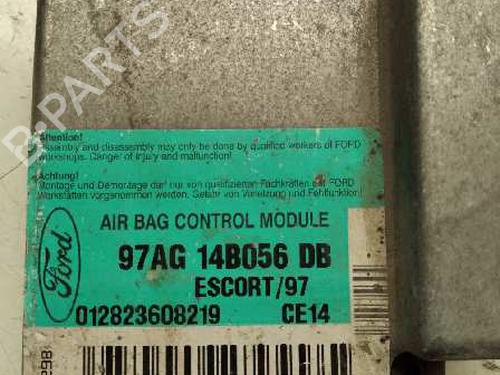 B-PARTS
Attention!
Assembly and disassembly may only be done by qualified workers of FORD
workshops. Danger of injury and malfunction!
Achtung!
Montage und Demontage darf nur von qualifizierten Fachkräften der FORD
Werkstätten vorgenommen werden. Gefahr von Verletzung und Fehlfunktion!
Ford
AIR BAG CONTROL MODULE
97AG 14B056 DB
ESCORT/97
012823608219 CE14